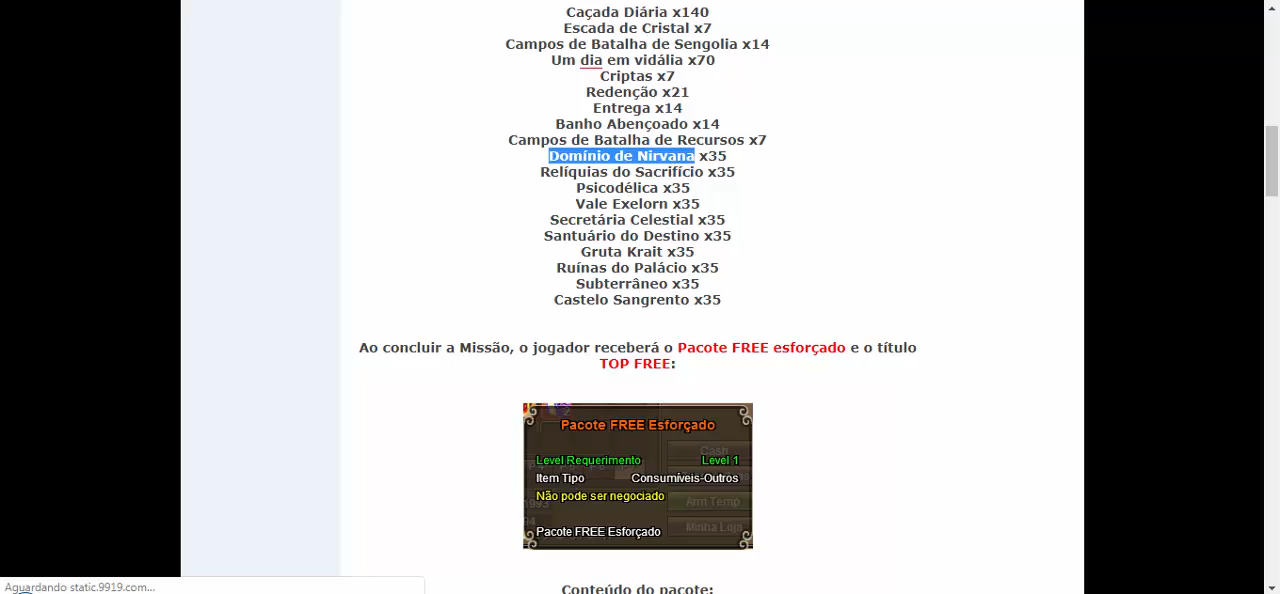 Caçada Diária x140
Escada de Cristal x7
Campos de Batalha de Sengolia x14
Um dia em vidália x70
Criptas x7
Redenção x21
Entrega x14
Banho Abençoado x14
Campos de Batalha de Recursos x7
Domínio de Nirvana x35
Relíquias do Sacrifício x35
Psicodélica x35
Vale Exelorn x35
Secretária Celestial x35
Santuário do Destino x35
Gruta Krait x35
Ruínas do Palácio x35
Subterrâneo x35
Castelo Sangrento x35
Ao concluir a Missão, o jogador receberá o Pacote FREE esforçado e o título
TOP FREE:
Pacote FREE Esforçado
Cash
Level Requerimento Level 1
Item Tipo Consumíveis-Outros
Não pode ser negociado
Arm Temp
Minha Loja
Pacote FREE Esforçado
Aguardando static.9919.com...
Conteúdo do pacote: